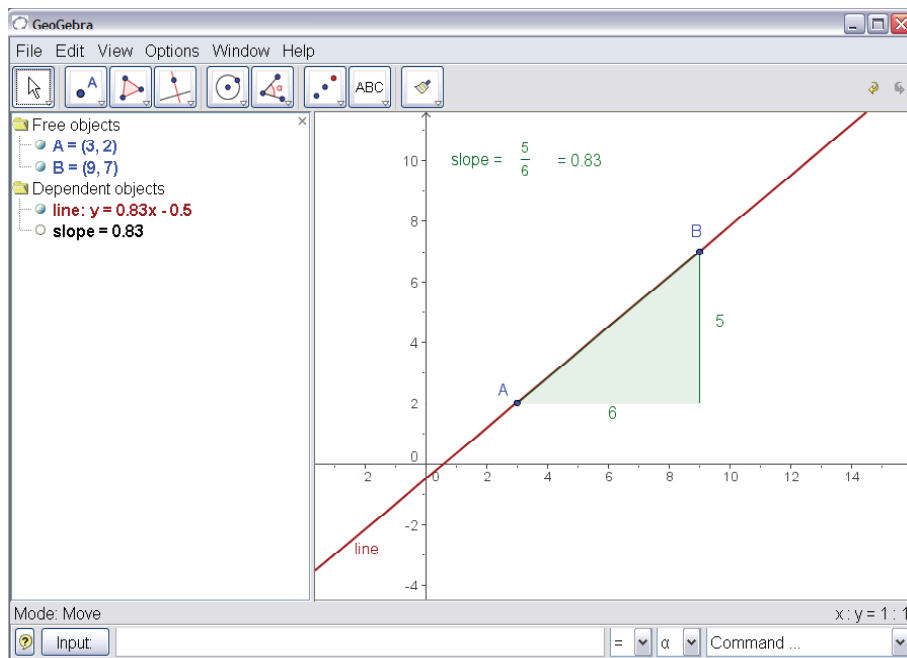 GeoGebra
File Edit View Options Window Help
A
α
ABC
Free objects
A = (3, 2)
B = (9, 7)
Dependent objects
line: y = 0.83x - 0.5
slope = 0.83
slope = 5/6 = 0.83
10
8
6
4
2
0
-2
-4
2
0
2
4
6
8
10
12
14
B
5
A
6
line
Mode: Move
x : y = 1 : 1
? Input: = α Command ...